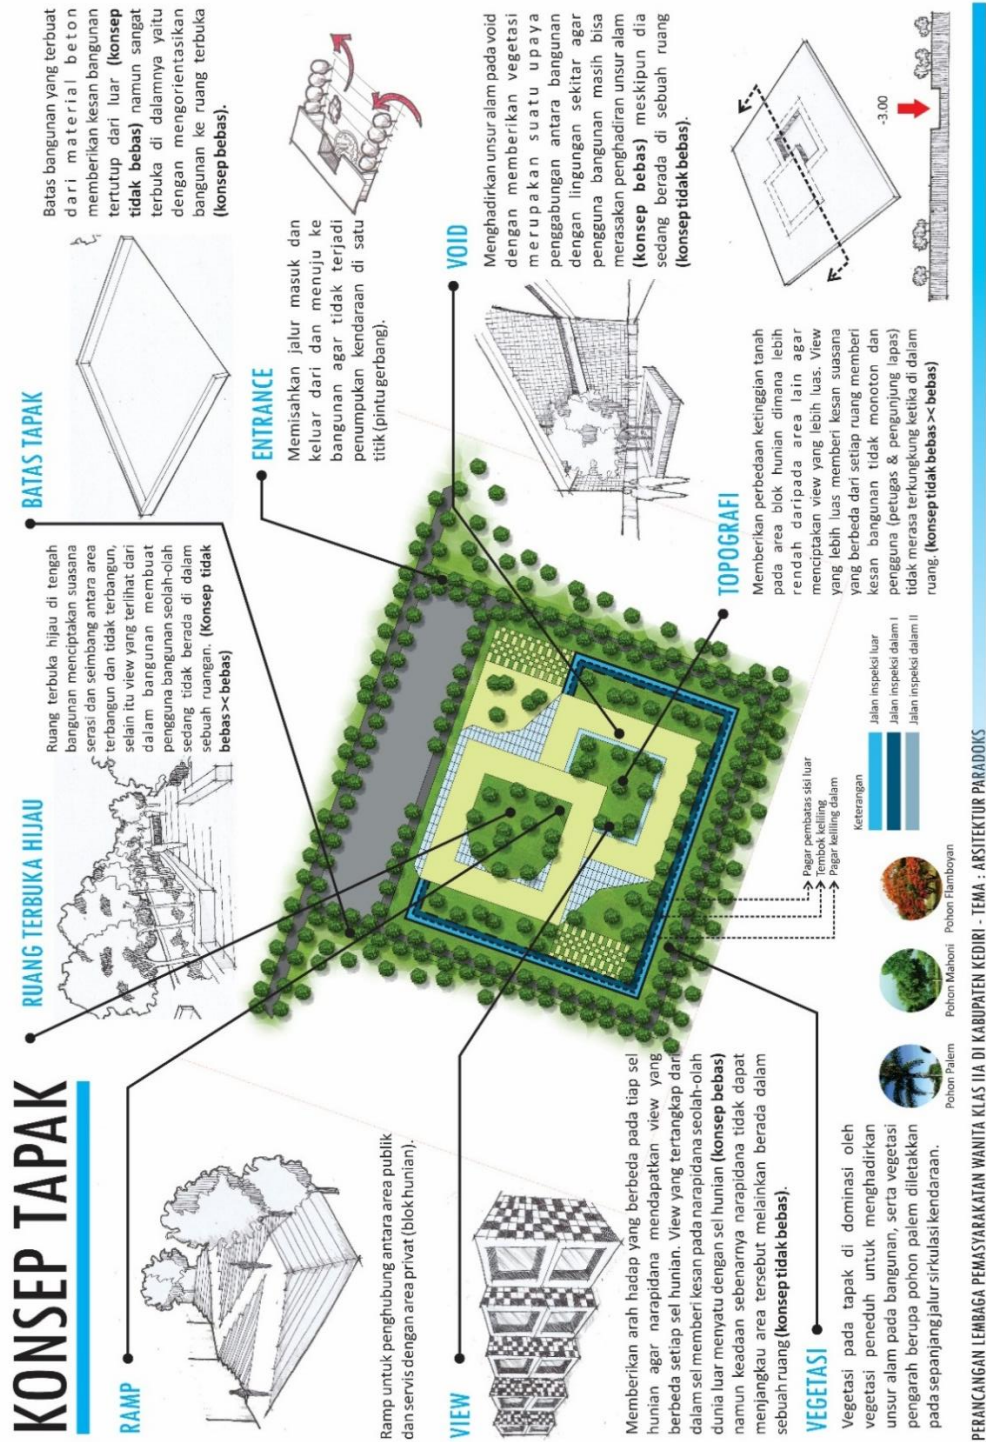 KONSEP TAPAK
RAMP
Ramp untuk penghubung antara area publik
dan servis dengan area privat (blok hunian).
VIEW
Memberikan arah hadap yang berbeda pada tiap sel
hunian agar narapidana mendapatkan view yang
berbeda setiap sel hunian. View yang tertangkap dari
dalam sel memberi kesan pada narapidana seolah-olah
dunia luar menyatu dengan sel hunian (konsep bebas)
namun keadaan sebenarnya narapidana tidak dapat
menjangkau area tersebut melainkan berada dalam
sebuah ruang (konsep tidak bebas).
VEGETASI
Vegetasi pada tapak di dominasi oleh
vegetasi peneduh untuk menghadirkan
unsur alam pada bangunan, serta vegetasi
pengarah berupa pohon palem diletakkan
pada sepanjang jalur sirkulasi kendaraan.
Pohon Palem
Pohon Mahoni
Pohon Flamboyan
RUANG TERBUKA HIJAU
Ruang terbuka hijau di tengah
bangunan menciptakan suasana
serasi dan seimbang antara area
terbangun dan tidak terbangun,
selain itu view yang terlihat dari
dalam bangunan membuat
pengguna bangunan seolah-olah
sedang tidak berada di dalam
sebuah ruangan. (Konsep tidak
bebas >< bebas)
BATAS TAPAK
Batas bangunan yang terbuat
dari material beton
memberikan kesan bangunan
tertutup dari luar (konsep
tidak bebas) namun sangat
terbuka di dalamnya yaitu
dengan mengorientasikan
bangunan ke ruang terbuka
(konsep bebas).
ENTRANCE
Memisahkan jalur masuk dan
keluar dari dan menuju ke
bangunan agar tidak terjadi
penumpukan kendaraan di satu
titik (pintu gerbang).
VOID
Menghadirkan unsur alam pada void
dengan memberikan vegetasi
merupakan suatu upaya
penggabungan antara bangunan
dengan lingungan sekitar agar
pengguna bangunan masih bisa
merasakan penghadiran unsur alam
(konsep bebas) meskipun dia
sedang berada di sebuah ruang
(konsep tidak bebas).
TOPOGRAFI
Memberikan perbedaan ketinggian tanah
pada area blok hunian dimana lebih
rendah daripada area lain agar
menciptakan view yang lebih luas. View
yang lebih luas memberi kesan suasana
yang berbeda dari setiap ruang memberi
kesan bangunan tidak monoton dan
pengguna (petugas & pengunjung lapas)
tidak merasa terkungkung ketika di dalam
ruang. (konsep tidak bebas >< bebas)
-3.00
Pagar pembatas sisi luar
Tembok keliling
Pagar keliling dalam
Keterangan
Jalan inspeksi luar
Jalan inspeksi dalam I
Jalan inspeksi dalam II
PERANCANGAN LEMBAGA PEMASYARAKATAN WANITA KLAS IIA DI KABUPATEN KEDIRI - TEMA : ARSITEKTUR PARADOKS